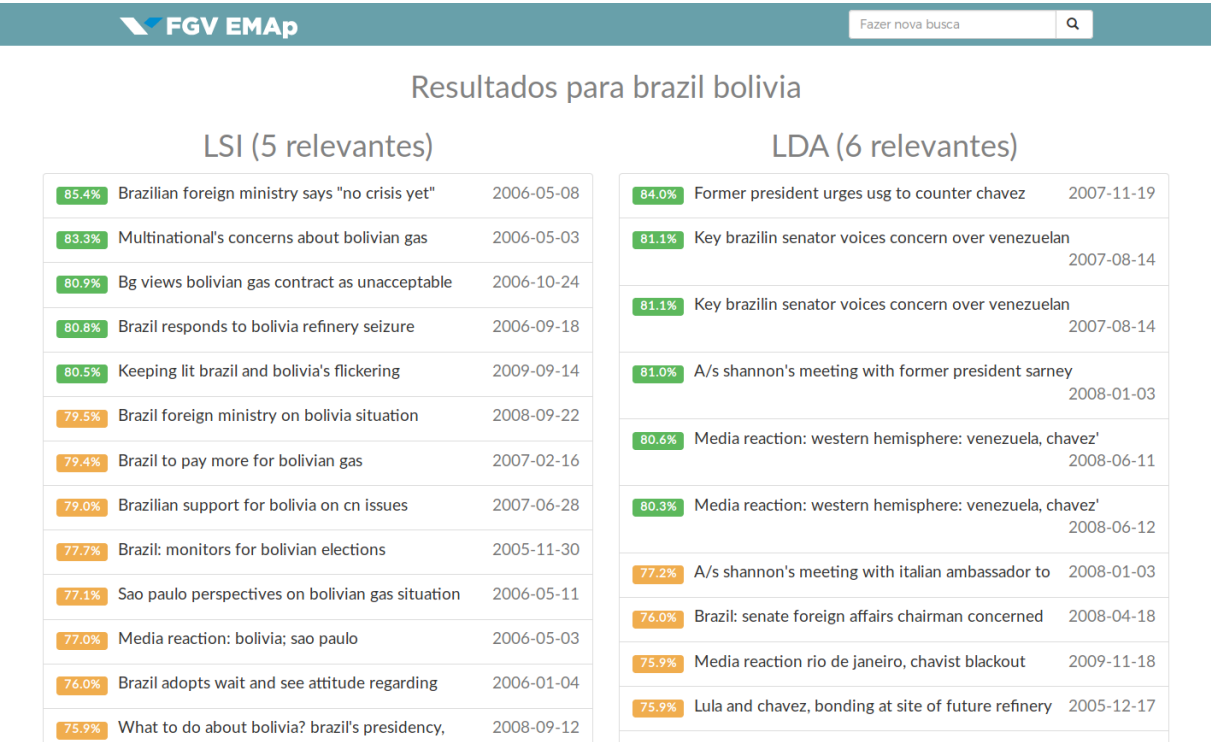 FGV EMAp
Fazer nova busca
Resultados para brazil bolivia
LSI (5 relevantes)
85.4% Brazilian foreign ministry says "no crisis yet" 2006-05-08
83.3% Multinational's concerns about bolivian gas 2006-05-03
80.9% Bg views bolivian gas contract as unacceptable 2006-10-24
80.8% Brazil responds to bolivia refinery seizure 2006-09-18
80.5% Keeping lit brazil and bolivia's flickering 2009-09-14
79.5% Brazil foreign ministry on bolivia situation 2008-09-22
79.4% Brazil to pay more for bolivian gas 2007-02-16
79.0% Brazilian support for bolivia on cn issues 2007-06-28
77.7% Brazil: monitors for bolivian elections 2005-11-30
77.1% Sao paulo perspectives on bolivian gas situation 2006-05-11
77.0% Media reaction: bolivia; sao paulo 2006-05-03
76.0% Brazil adopts wait and see attitude regarding 2006-01-04
75.9% What to do about bolivia? brazil's presidency, 2008-09-12
LDA (6 relevantes)
84.0% Former president urges usg to counter chavez 2007-11-19
81.1% Key brazilin senator voices concern over venezuelan
2007-08-14
81.1% Key brazilin senator voices concern over venezuelan
2007-08-14
81.0% A/s shannon's meeting with former president sarney
2008-01-03
80.6% Media reaction: western hemisphere: venezuela, chavez'
2008-06-11
80.3% Media reaction: western hemisphere: venezuela, chavez'
2008-06-12
77.2% A/s shannon's meeting with italian ambassador to 2008-01-03
76.0% Brazil: senate foreign affairs chairman concerned 2008-04-18
75.9% Media reaction rio de janeiro, chavist blackout 2009-11-18
75.9% Lula and chavez, bonding at site of future refinery 2005-12-17